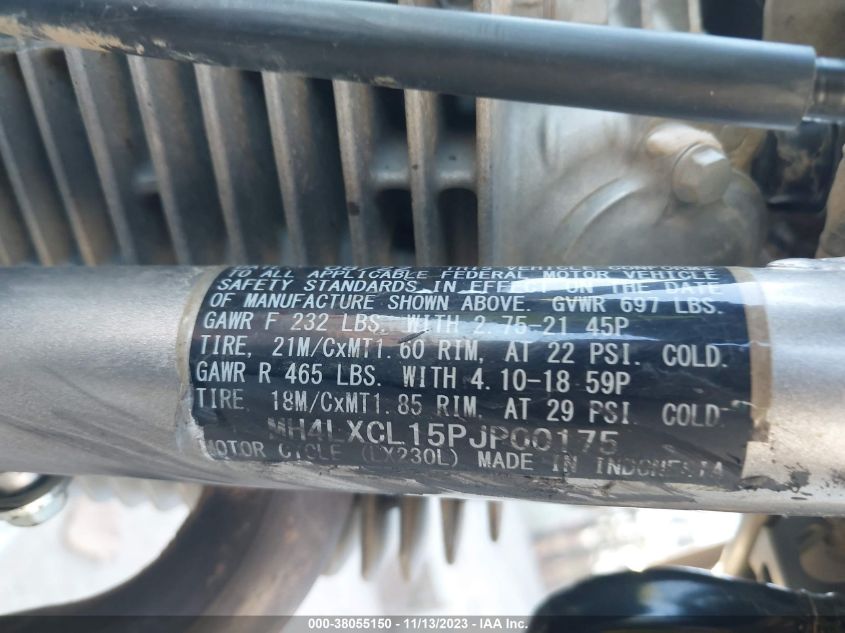 TO ALL APPLICABLE FEDERAL MOTOR VEHICLE
SAFETY STANDARDS IN EFFECT ON THE DATE
OF MANUFACTURE SHOWN ABOVE. GVWR 697 LBS.
GAWR F 232 LBS. WITH 2.75-21 45P
TIRE, 21M/CxMT1.60 RIM, AT 22 PSI. COLD.
GAWR R 465 LBS. WITH 4.10-18 59P
TIRE, 18M/CxMT1.85 RIM, AT 29 PSI. COLD.
MH4LXCL15PJP00175
MOTOR CYCLE (LX230L) MADE IN INDONESIA
000-38055150 - 11/13/2023 - IAA Inc.